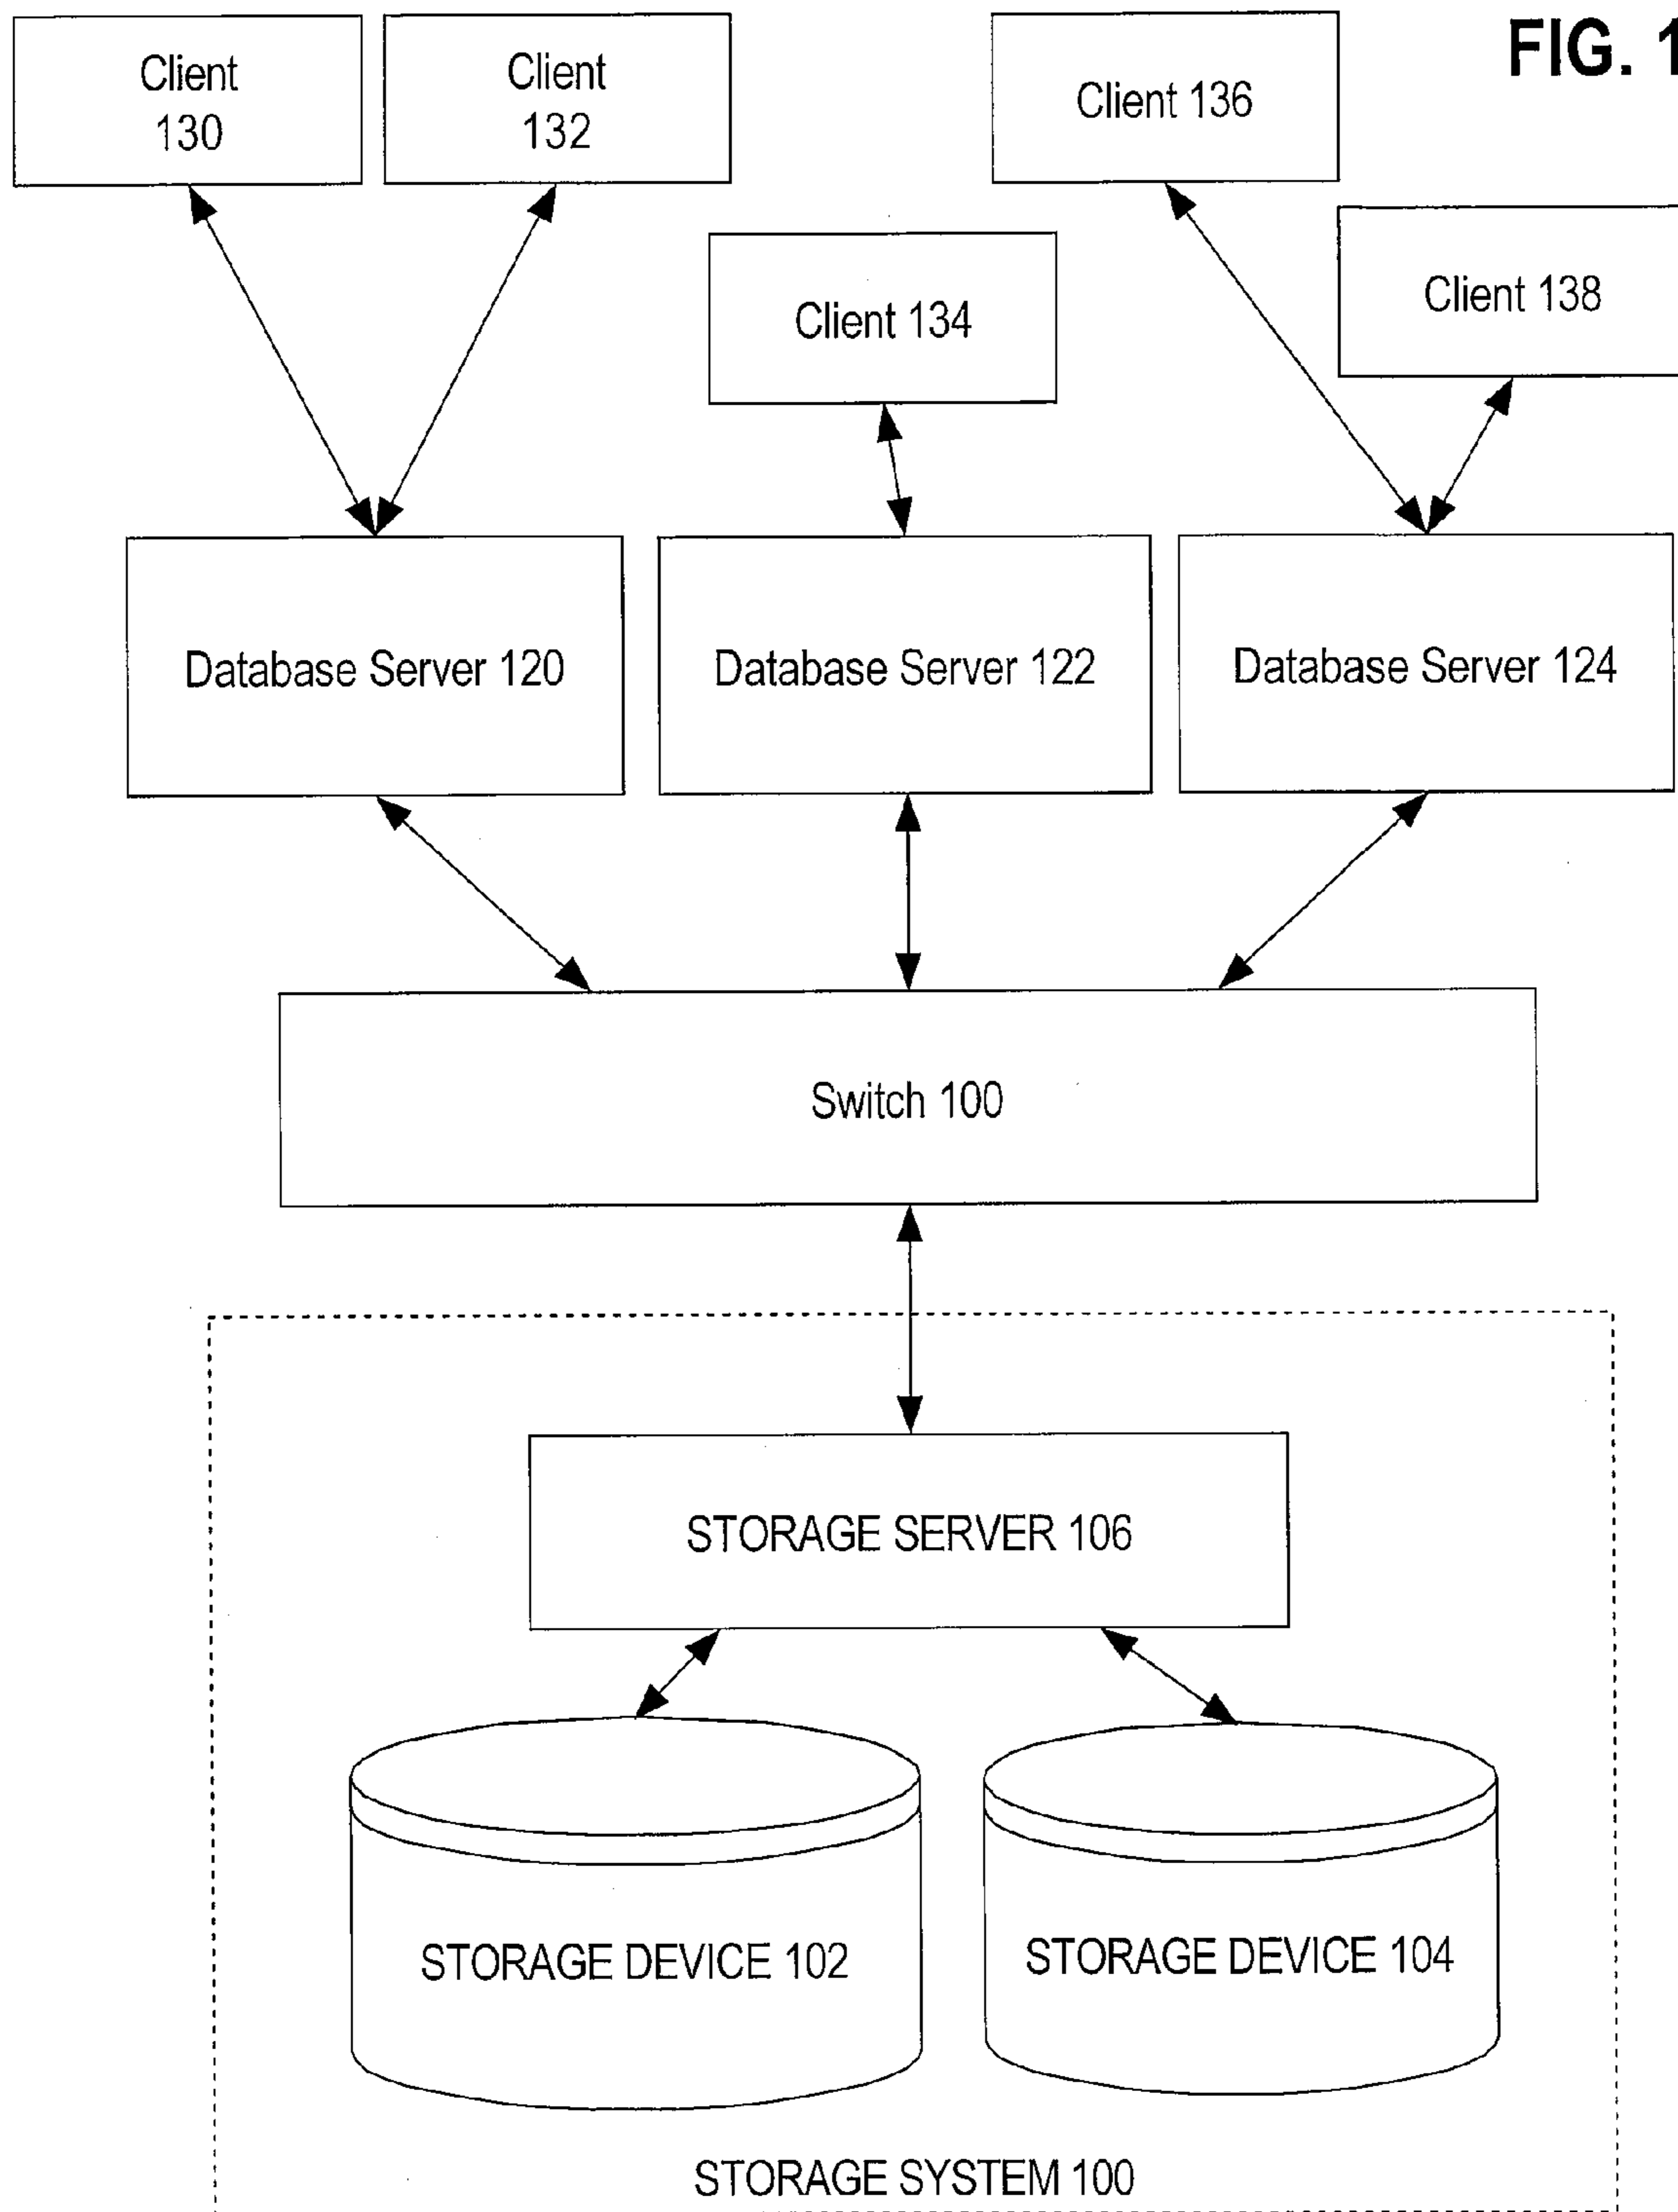 FIG. 1
Client
130
Client
132
Client 136
Client 138
Client 134
Database Server 120
Database Server 122
Database Server 124
Switch 100
STORAGE SERVER 106
STORAGE DEVICE 102
STORAGE DEVICE 104
STORAGE SYSTEM 100